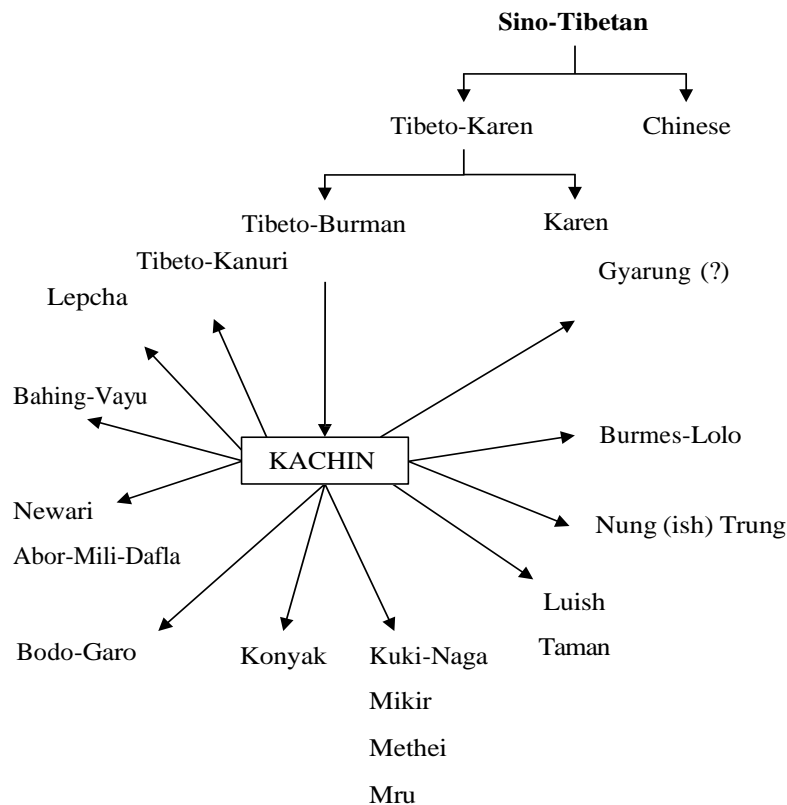 Sino-Tibetan
Tibeto-Karen
Chinese
Tibeto-Burman
Karen
Tibeto-Kanuri
Gyarung (?)
Lepcha
Bahing-Vayu
Burmes-Lolo
KACHIN
Newari
Nung (ish) Trung
Abor-Mili-Dafla
Luish
Taman
Bodo-Garo
Konyak
Kuki-Naga
Mikir
Methei
Mru